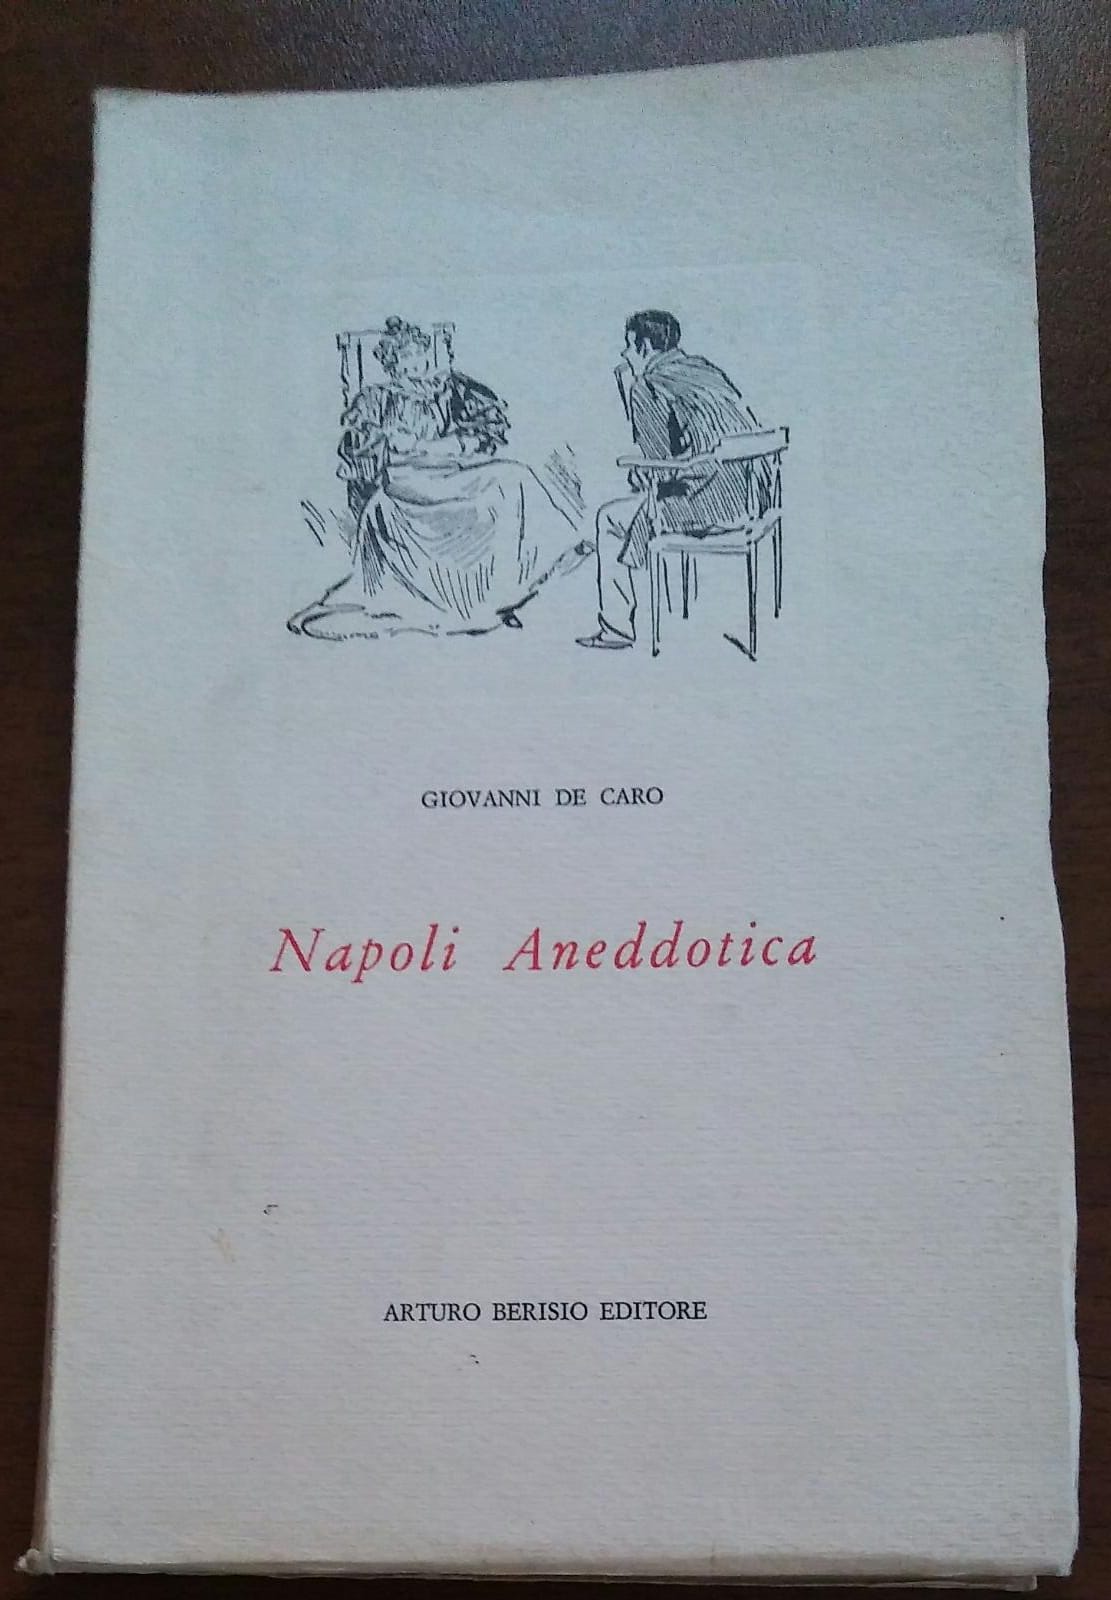 GIOVANNI DE CARO
Napoli Aneddotica
ARTURO BERISIO EDITORE